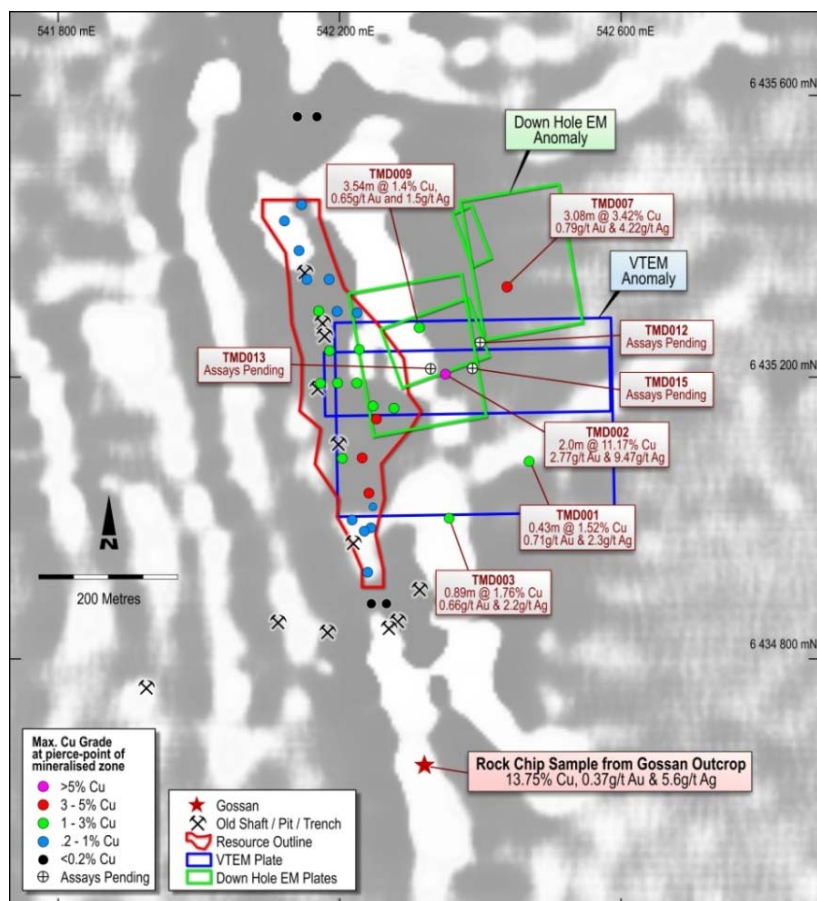 541 800 mE
542 200 mE
542 600 mE
6 435 600 mN
Down Hole EM
Anomaly
TMD009
3.54m @ 1.4% Cu,
0.65g/t Au and 1.5g/t Ag
TMD007
3.08m @ 3.42% Cu
0.79g/t Au & 4.22g/t Ag
VTEM
Anomaly
TMD012
Assays Pending
TMD013
Assays Pending
6 435 200 mN
TMD015
Assays Pending
TMD002
2.0m @ 11.17% Cu
2.77g/t Au & 9.47g/t Ag
TMD001
0.43m @ 1.52% Cu
0.71g/t Au & 2.3g/t Ag
N
200 Metres
TMD003
0.89m @ 1.76% Cu
0.66g/t Au & 2.2g/t Ag
6 434 800 mN
Rock Chip Sample from Gossan Outcrop
13.75% Cu, 0.37g/t Au & 5.6g/t Ag
Max. Cu Grade
at pierce-point of
mineralised zone
>5% Cu
3 - 5% Cu
1 - 3% Cu
.2 - 1% Cu
<0.2% Cu
Assays Pending
Gossan
Old Shaft / Pit / Trench
Resource Outline
VTEM Plate
Down Hole EM Plates